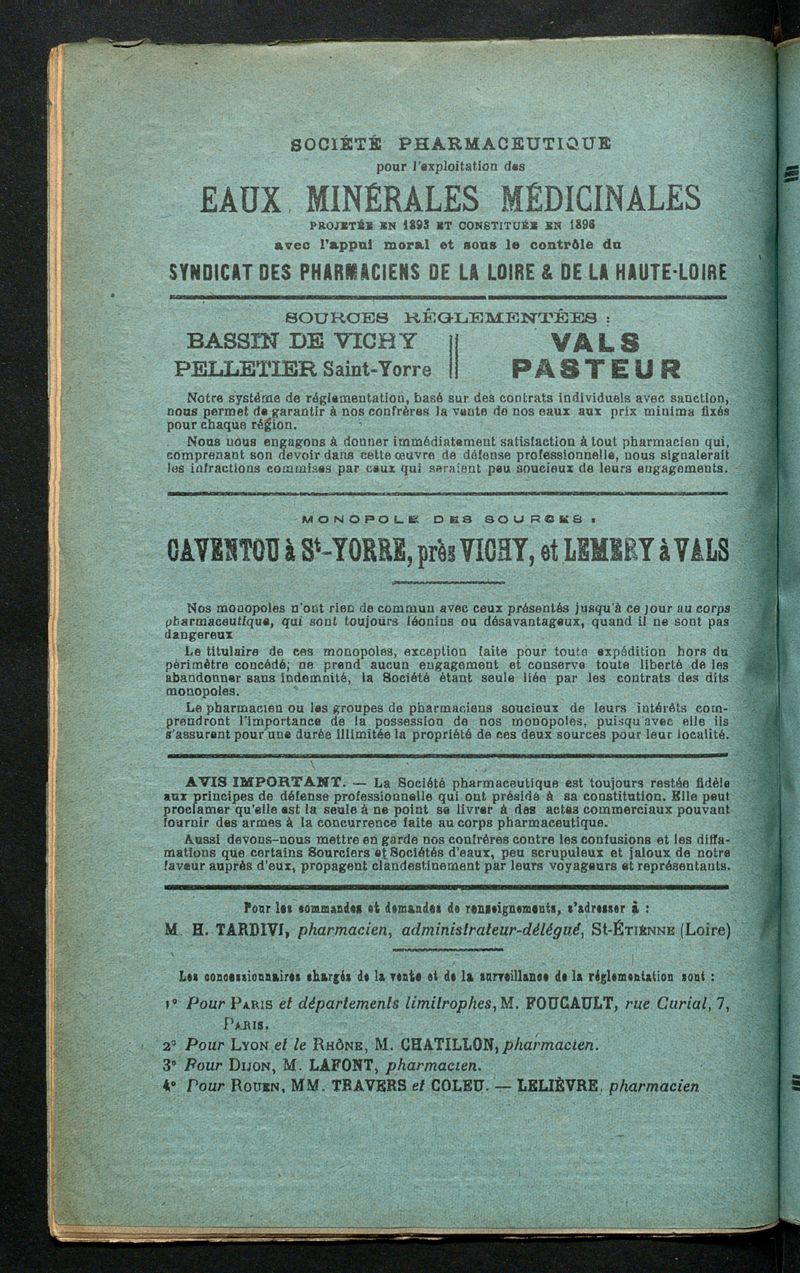 SOCIÉTÉ PHARMACEUTIQUE
pour l'exploitation des
EAUX MINÉRALES MÉDICINALES
PROJETÉE EN 1893 ET CONSTITUÉE EN 1896
avec l'appui moral et sous le contrôle du
SYNDICAT DES PHARMACIENS DE LA LOIRE & DE LA HAUTE-LOIRE
SOURCES RÉGLEMENTÉES :
BASSIN DE VICHY
PELLETIER Saint-Yorre
VALS
PASTEUR
Notre système de réglementation, basé sur des contrats individuels avec sanction,
nous permet de garantir à nos confrères la vente de nos eaux aux prix minima fixés
pour chaque région.
Nous nous engagons à donner immédiatement satisfaction à tout pharmacien qui,
comprenant son devoir dans cette œuvre de défense professionnelle, nous signalerait
les infractions commises par ceux qui seraient peu soucieux de leurs engagements.
MONOPOLE DES SOURCES :
CAVENTOU à St-YORRE, près VICHY, et LEMERY à VALS
Nos monopoles n'ont rien de commun avec ceux présentés jusqu'à ce jour au corps
pharmaceutique, qui sont toujours léonins ou désavantageux, quand il ne sont pas
dangereux
Le titulaire de ces monopoles, exception faite pour toute expédition hors du
périmètre concédé; ne prend aucun engagement et conserve toute liberté de les
abandonner sans indemnité, la Société étant seule liée par les contrats des dits
monopoles.
Le pharmacien ou les groupes de pharmaciens soucieux de leurs intérêts com-
prendront l'importance de la possession de nos monopoles, puisqu'avec elle ils
s'assurent pour une durée illimitée la propriété de ces deux sources pour leur localité.
AVIS IMPORTANT. — La Société pharmaceutique est toujours restée fidèle
aux principes de défense professionnelle qui ont présidé à sa constitution. Elle peut
proclamer qu'elle est la seule à ne point se livrer à des actes commerciaux pouvant
fournir des armes à la concurrence faite au corps pharmaceutique.
Aussi devons-nous mettre en garde nos confrères contre les confusions et les diffa-
mations que certains Sourciers et Sociétés d'eaux, peu scrupuleux et jaloux de notre
faveur auprès d'eux, propagent clandestinement par leurs voyageurs et représentants.
Pour les commandes et demandes de renseignements, s'adresser à :
M. H. TARDIVI, pharmacien, administrateur-délégué, St-ÉTIENNE (Loire)
Les concessionnaires chargés de la vente et de la surveillance de la réglementation sont :
1° Pour PARIS et départements limitrophes, M. FOUCAULT, rue Curial, 7,
PARIS.
2° Pour LYON et le RHÔNE, M. CHATILLON, pharmacien.
3° Pour DIJON, M. LAFONT, pharmacien.
4° Pour ROUEN, MM. TRAVERS et COLEU. — LELIÈVRE, pharmacien